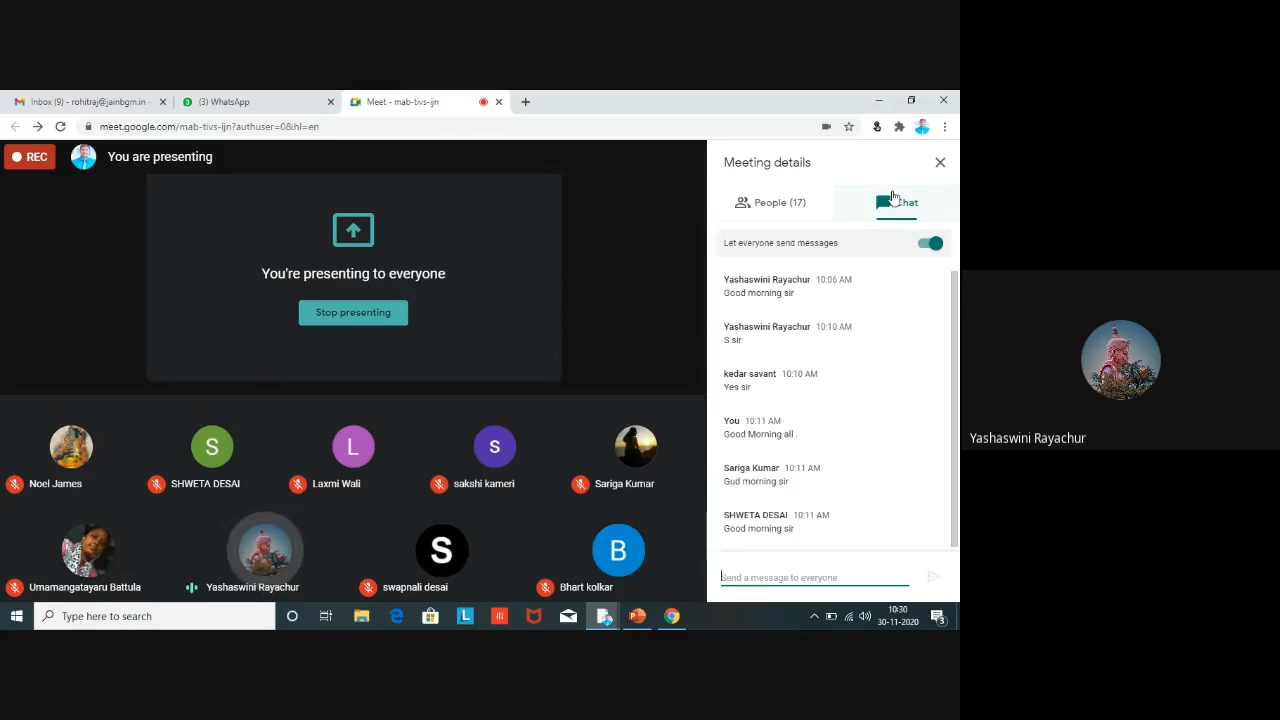 Inbox (9) - rohitraj@jainbgm.in -
(3) WhatsApp
Meet - mab-tivs-ijn
meet.google.com/mab-tivs-ijn?authuser=0&hl=en
REC
You are presenting
You're presenting to everyone
Stop presenting
Noel James
S
SHWETA DESAI
L
Laxmi Wali
s
sakshi kameri
Sariga Kumar
Umamangatayaru Battula
Yashaswini Rayachur
S
swapnali desai
B
Bhart kolkar
Meeting details
People (17)
Chat
Let everyone send messages
Yashaswini Rayachur 10:06 AM
Good morning sir
Yashaswini Rayachur 10:10 AM
S sir
kedar savant 10:10 AM
Yes sir
You 10:11 AM
Good Morning all .
Sariga Kumar 10:11 AM
Gud morning sir
SHWETA DESAI 10:11 AM
Good morning sir
Send a message to everyone
Type here to search
10:30
30-11-2020
3
Yashaswini Rayachur